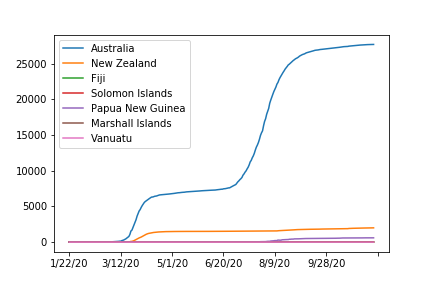 Australia
New Zealand
Fiji
Solomon Islands
Papua New Guinea
Marshall Islands
Vanuatu
25000
20000
15000
10000
5000
0
1/22/20 3/12/20 5/1/20 6/20/20 8/9/20 9/28/20